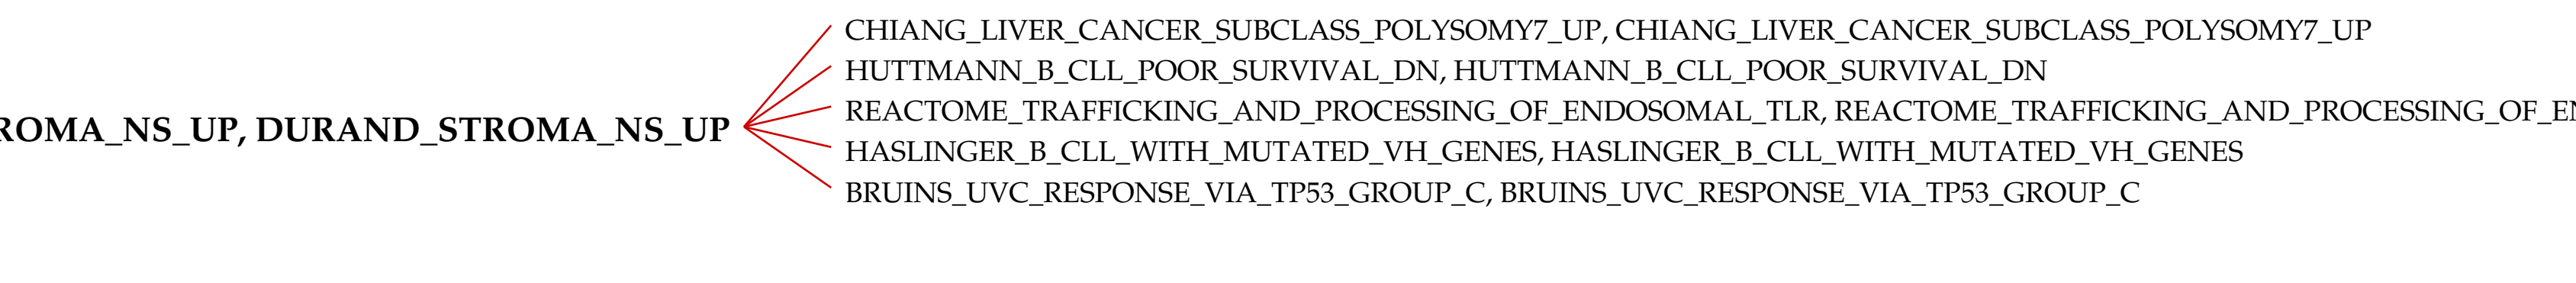 CHIANG_LIVER_CANCER_SUBCLASS_POLYSOMY7_UP, CHIANG_LIVER_CANCER_SUBCLASS_POLYSOMY7_UP
HUTTMANN_B_CLL_POOR_SURVIVAL_DN, HUTTMANN_B_CLL_POOR_SURVIVAL_DN
REACTOME_TRAFFICKING_AND_PROCESSING_OF_ENDOSOMAL_TLR, REACTOME_TRAFFICKING_AND_PROCESSING_OF_EN
ROMA_NS_UP, DURAND_STROMA_NS_UP
HASLINGER_B_CLL_WITH_MUTATED_VH_GENES, HASLINGER_B_CLL_WITH_MUTATED_VH_GENES
BRUINS_UVC_RESPONSE_VIA_TP53_GROUP_C, BRUINS_UVC_RESPONSE_VIA_TP53_GROUP_C